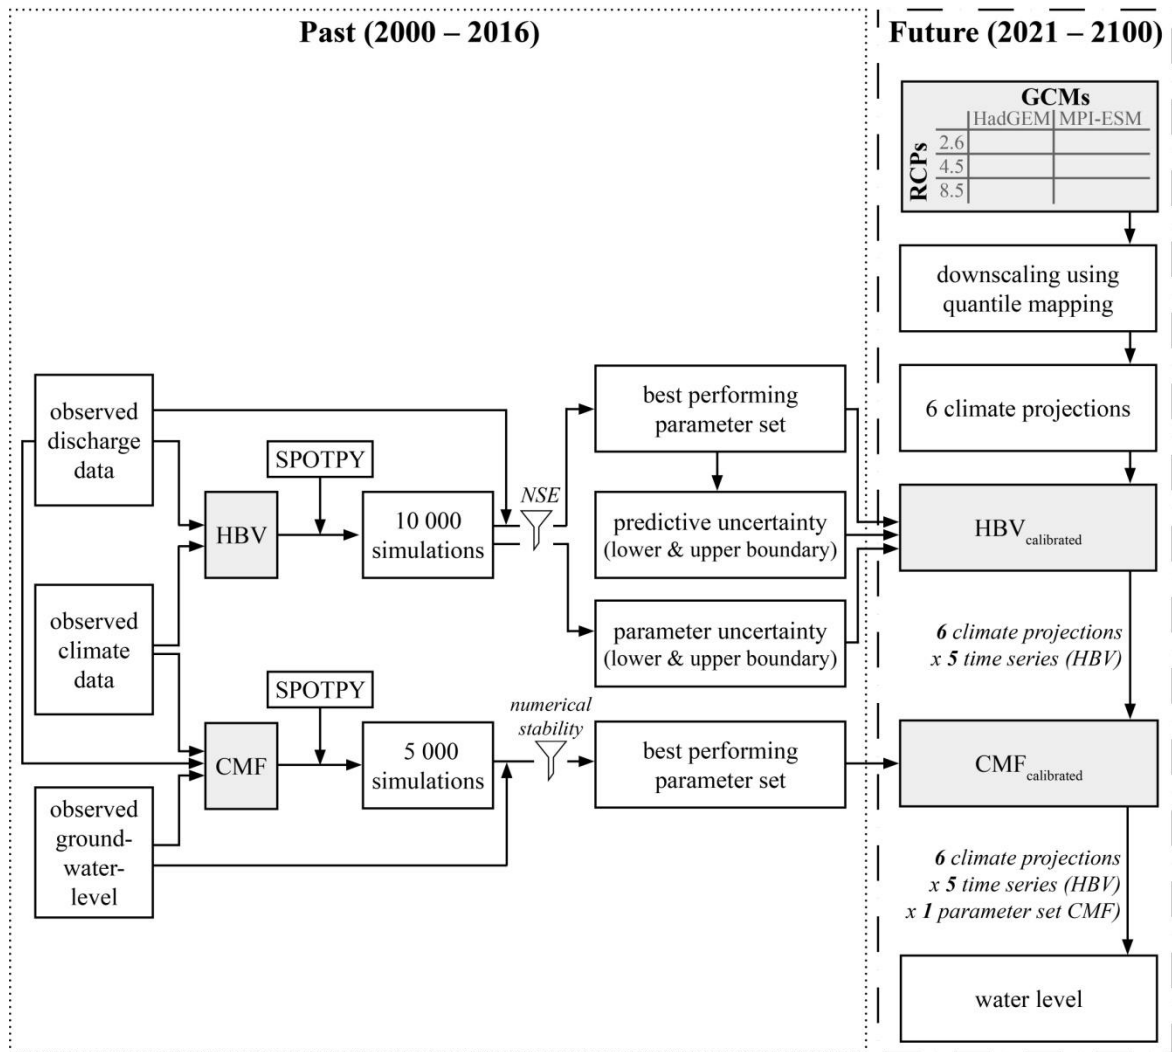 Past (2000 – 2016)
Future (2021 – 2100)
GCMs
HadGEM MPI-ESM
RCPs
2.6
4.5
8.5
downscaling using
quantile mapping
6 climate projections
observed
discharge
data
SPOTPY
HBV
10 000
simulations
NSE
best performing
parameter set
predictive uncertainty
(lower & upper boundary)
parameter uncertainty
(lower & upper boundary)
HBVcalibrated
observed
climate
data
6 climate projections
x 5 time series (HBV)
SPOTPY
CMF
5 000
simulations
numerical
stability
best performing
parameter set
CMFcalibrated
observed
ground-
water-
level
6 climate projections
x 5 time series (HBV)
x 1 parameter set CMF)
water level